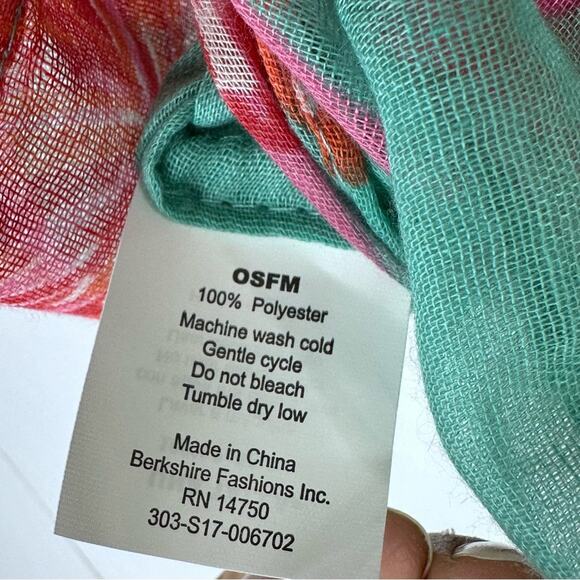 OSFM
100% Polyester
Machine wash cold
Gentle cycle
Do not bleach
Tumble dry low
Made in China
Berkshire Fashions Inc.
RN 14750
303-S17-006702